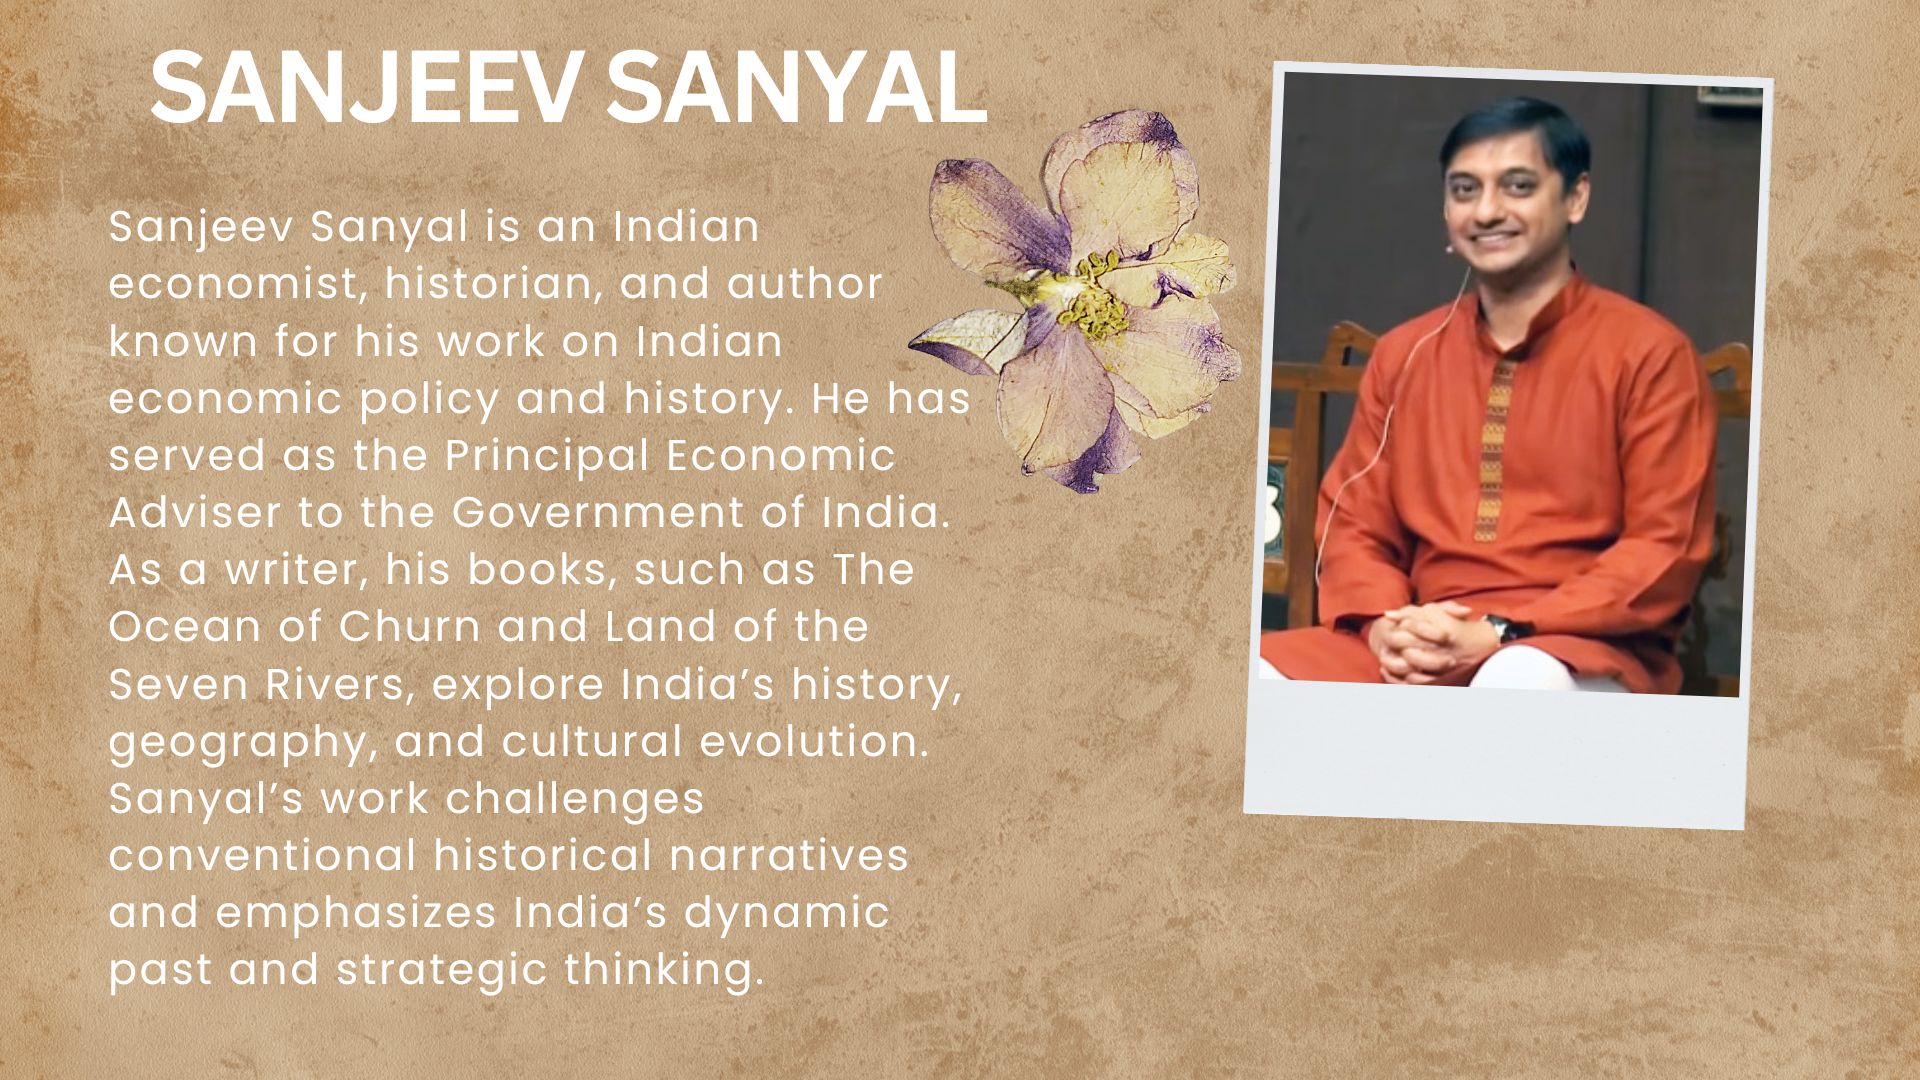 SANJEEV SANYAL
Sanjeev Sanyal is an Indian
economist, historian, and author
known for his work on Indian
economic policy and history. He has
served as the Principal Economic
Adviser to the Government of India.
As a writer, his books, such as The
Ocean of Churn and Land of the
Seven Rivers, explore India’s history,
geography, and cultural evolution.
Sanyal’s work challenges
conventional historical narratives
and emphasizes India’s dynamic
past and strategic thinking.